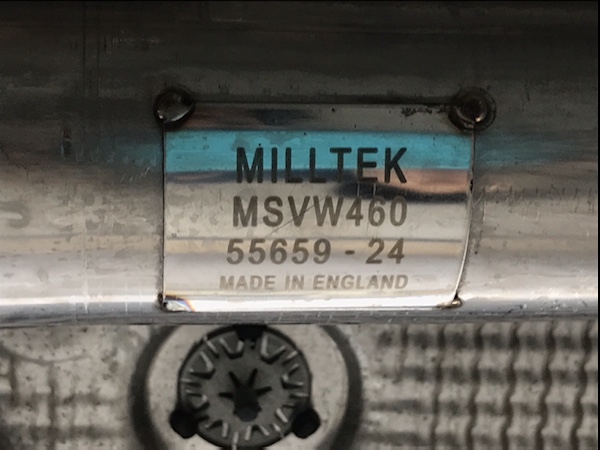 MILLTEK
MSVW460
55659 - 24
MADE IN ENGLAND